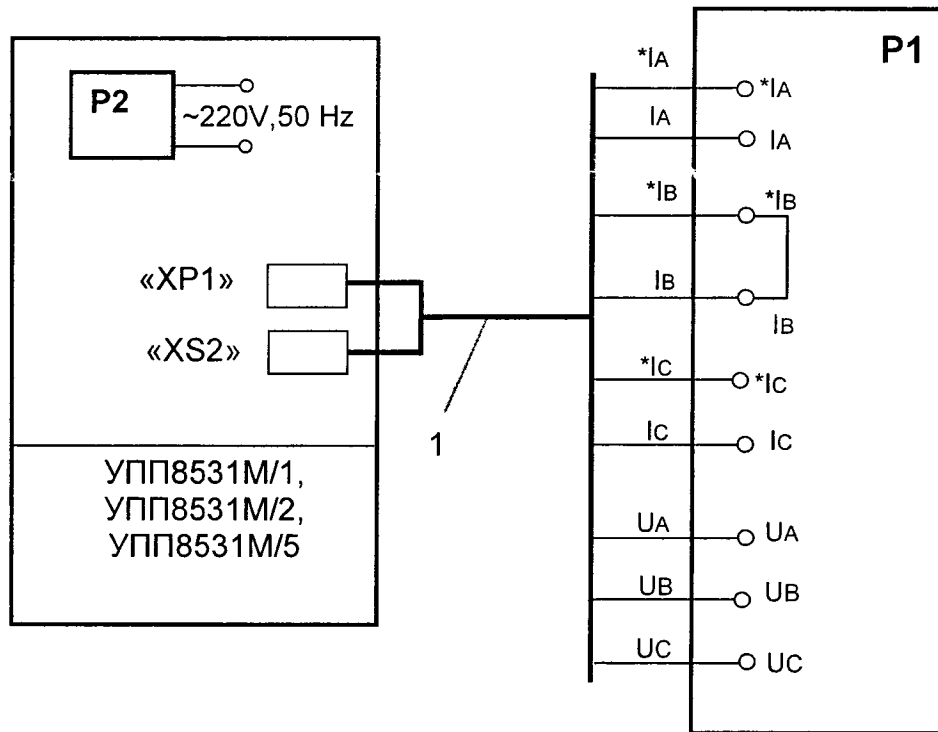 P1
P2
~220V,50 Hz
«XP1»
«XS2»
1
УПП8531М/1,
УПП8531М/2,
УПП8531М/5
*IA *IA
IA IA
*IB *IB
IB IB
*IC *IC
IC IC
UA UA
UB UB
UC UC